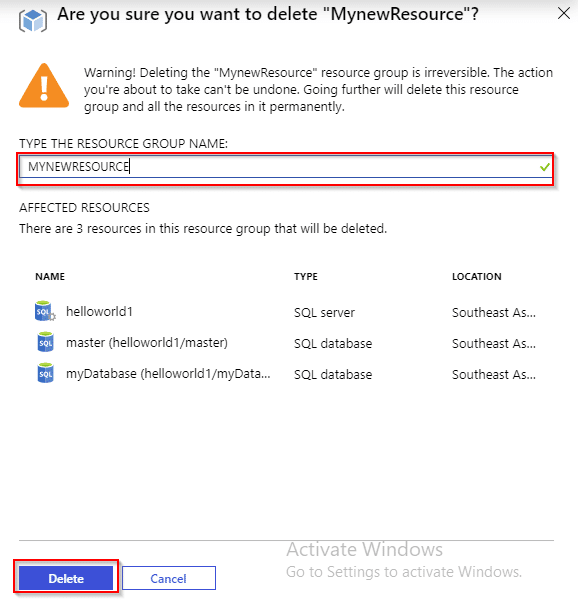 Are you sure you want to delete "MynewResource"?
Warning! Deleting the "MynewResource" resource group is irreversible. The action
you're about to take can't be undone. Going further will delete this resource
group and all the resources in it permanently.
TYPE THE RESOURCE GROUP NAME:
MYNEWRESOURCE
AFFECTED RESOURCES
There are 3 resources in this resource group that will be deleted.
NAME TYPE LOCATION
SQL helloworld1 SQL server Southeast As...
SQL master (helloworld1/master) SQL database Southeast As...
SQL myDatabase (helloworld1/myData... SQL database Southeast As...
Activate Windows
Go to Settings to activate Windows.
Delete Cancel